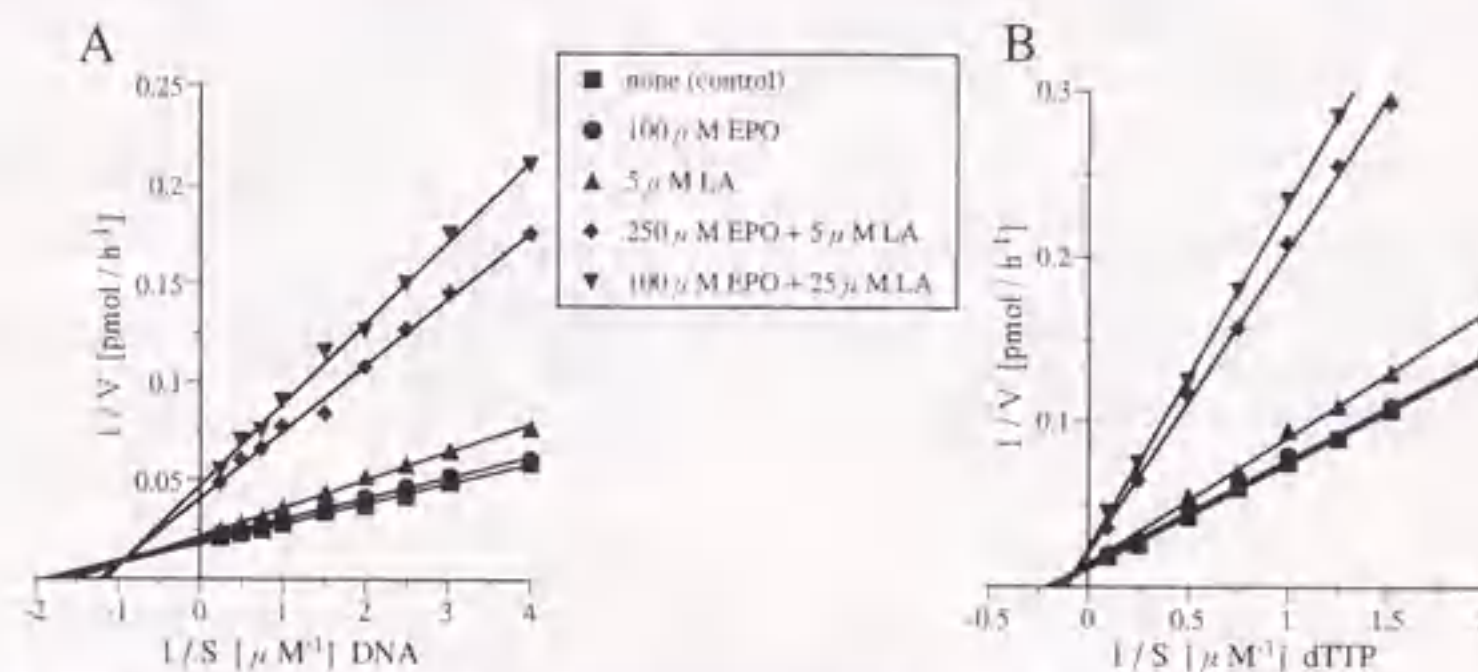 A
B
0.25
0.2
0.15
0.1
0.05
1 / V [pmol / h⁻¹]
-2 -1 0 1 2 3 4
1 / S [μ M⁻¹] DNA
none (control)
100 μ M EPO
5 μ M LA
250 μ M EPO + 5 μ M LA
100 μ M EPO + 25 μ M LA
0.3
0.2
0.1
1 / V [pmol / h⁻¹]
-0.5 0 0.5 1 1.5
1 / S [μ M⁻¹] dTTP